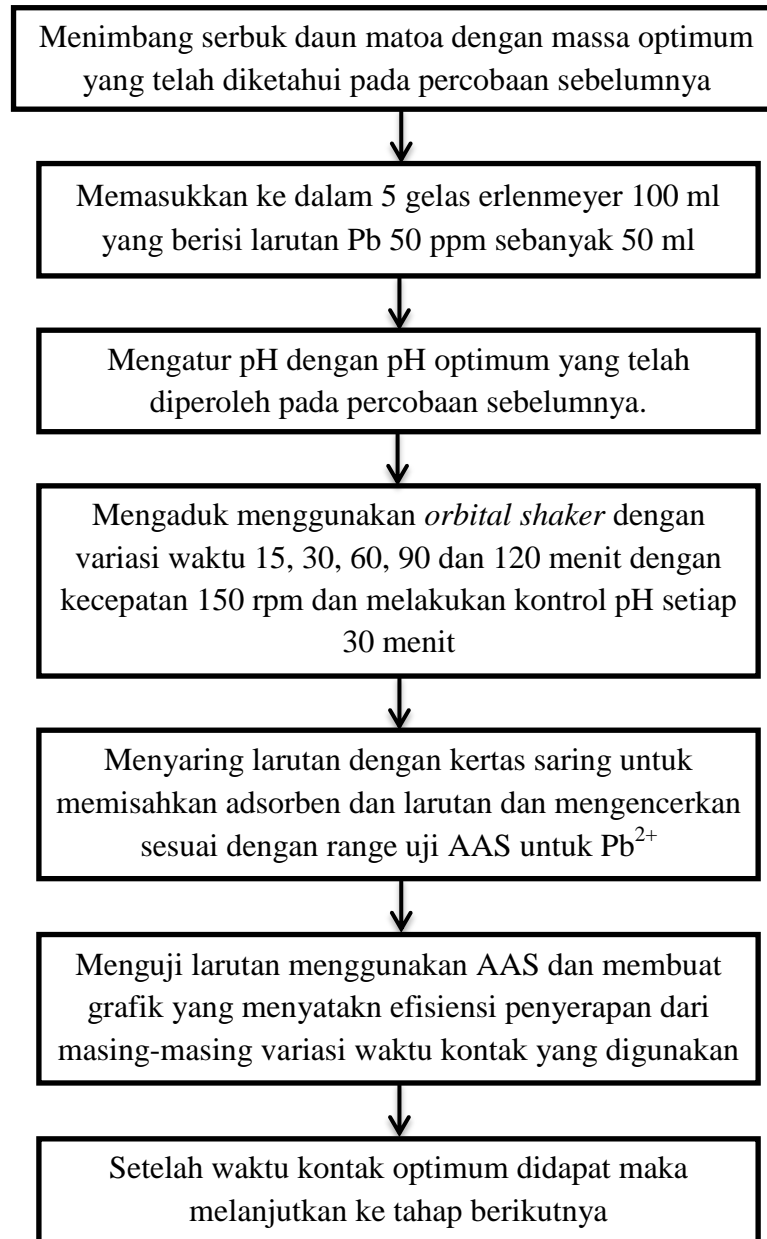 Menimbang serbuk daun matoa dengan massa optimum
yang telah diketahui pada percobaan sebelumnya
Memasukkan ke dalam 5 gelas erlenmeyer 100 ml
yang berisi larutan Pb 50 ppm sebanyak 50 ml
Mengatur pH dengan pH optimum yang telah
diperoleh pada percobaan sebelumnya.
Mengaduk menggunakan orbital shaker dengan
variasi waktu 15, 30, 60, 90 dan 120 menit dengan
kecepatan 150 rpm dan melakukan kontrol pH setiap
30 menit
Menyaring larutan dengan kertas saring untuk
memisahkan adsorben dan larutan dan mengencerkan
sesuai dengan range uji AAS untuk Pb²⁺
Menguji larutan menggunakan AAS dan membuat
grafik yang menyatakn efisiensi penyerapan dari
masing-masing variasi waktu kontak yang digunakan
Setelah waktu kontak optimum didapat maka
melanjutkan ke tahap berikutnya